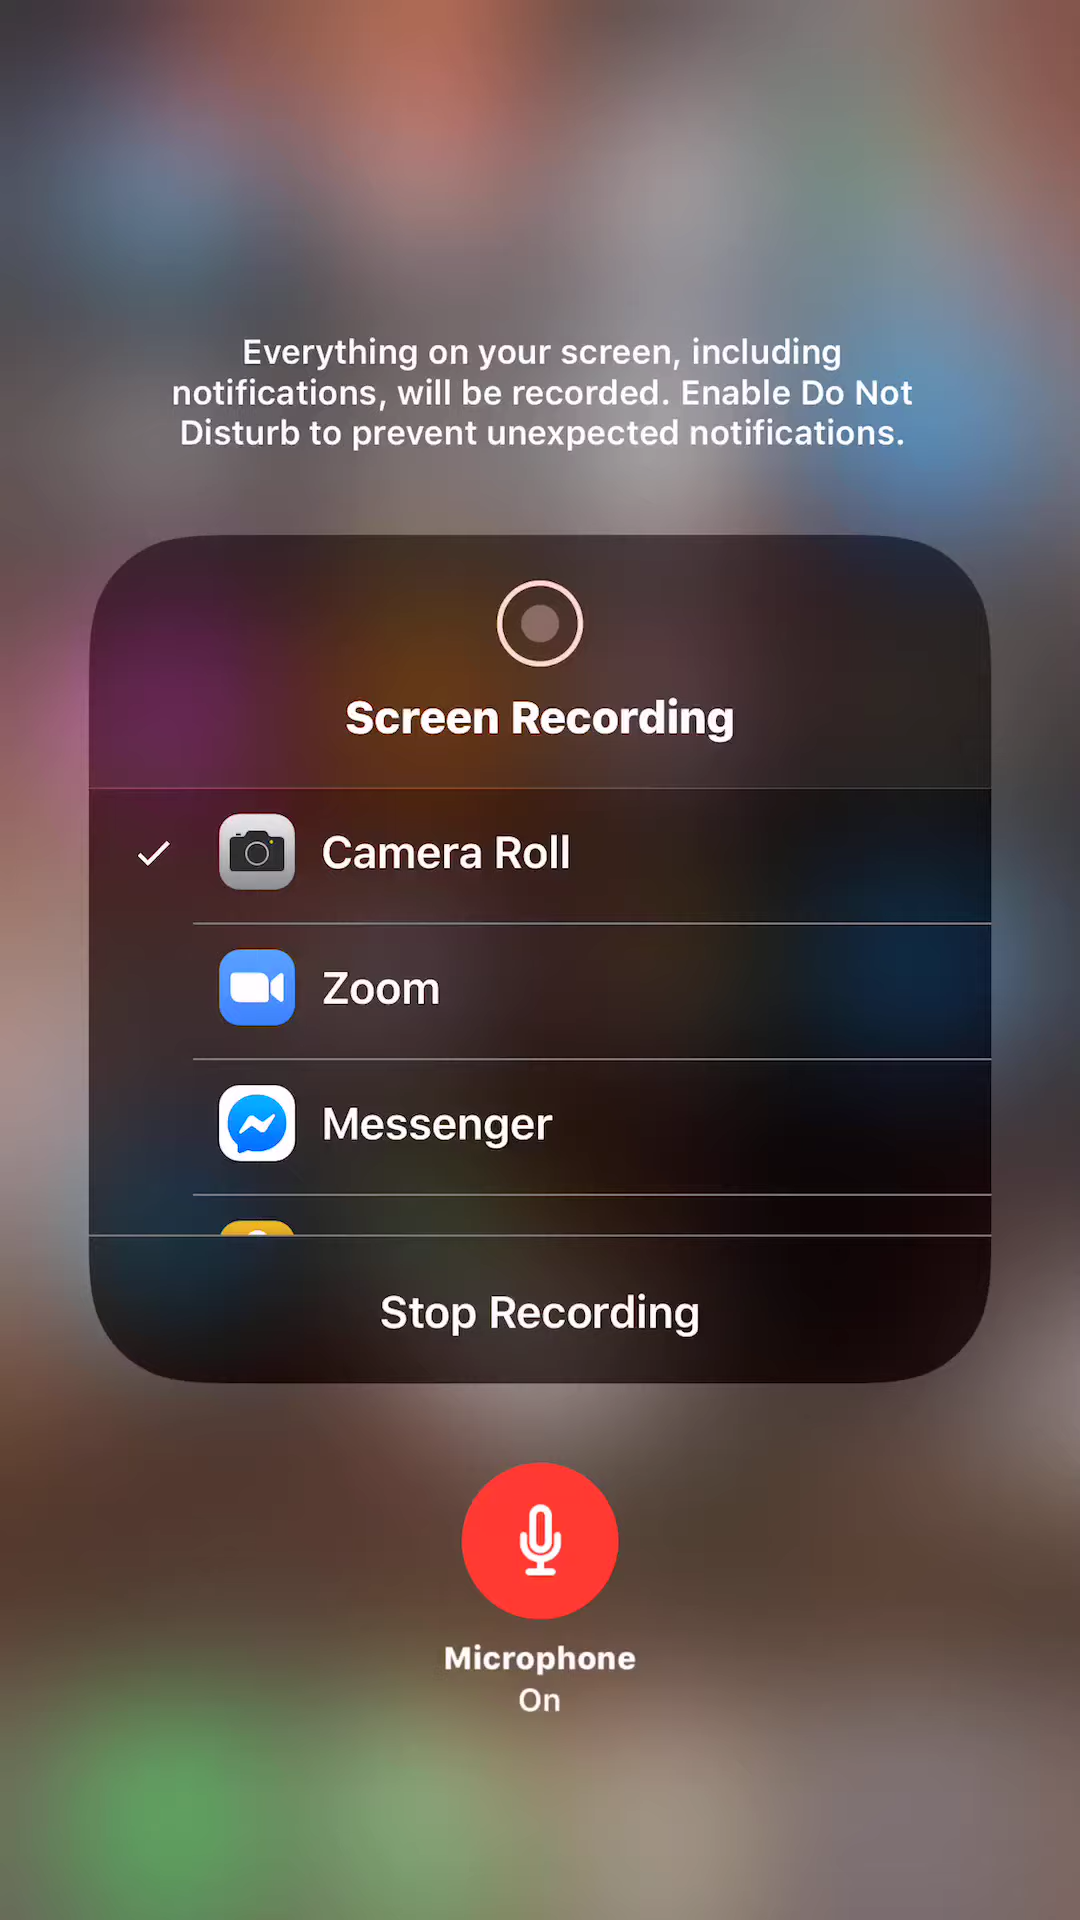 Everything on your screen, including
notifications, will be recorded. Enable Do Not
Disturb to prevent unexpected notifications.
Screen Recording
Camera Roll
Zoom
Messenger
Stop Recording
Microphone
On